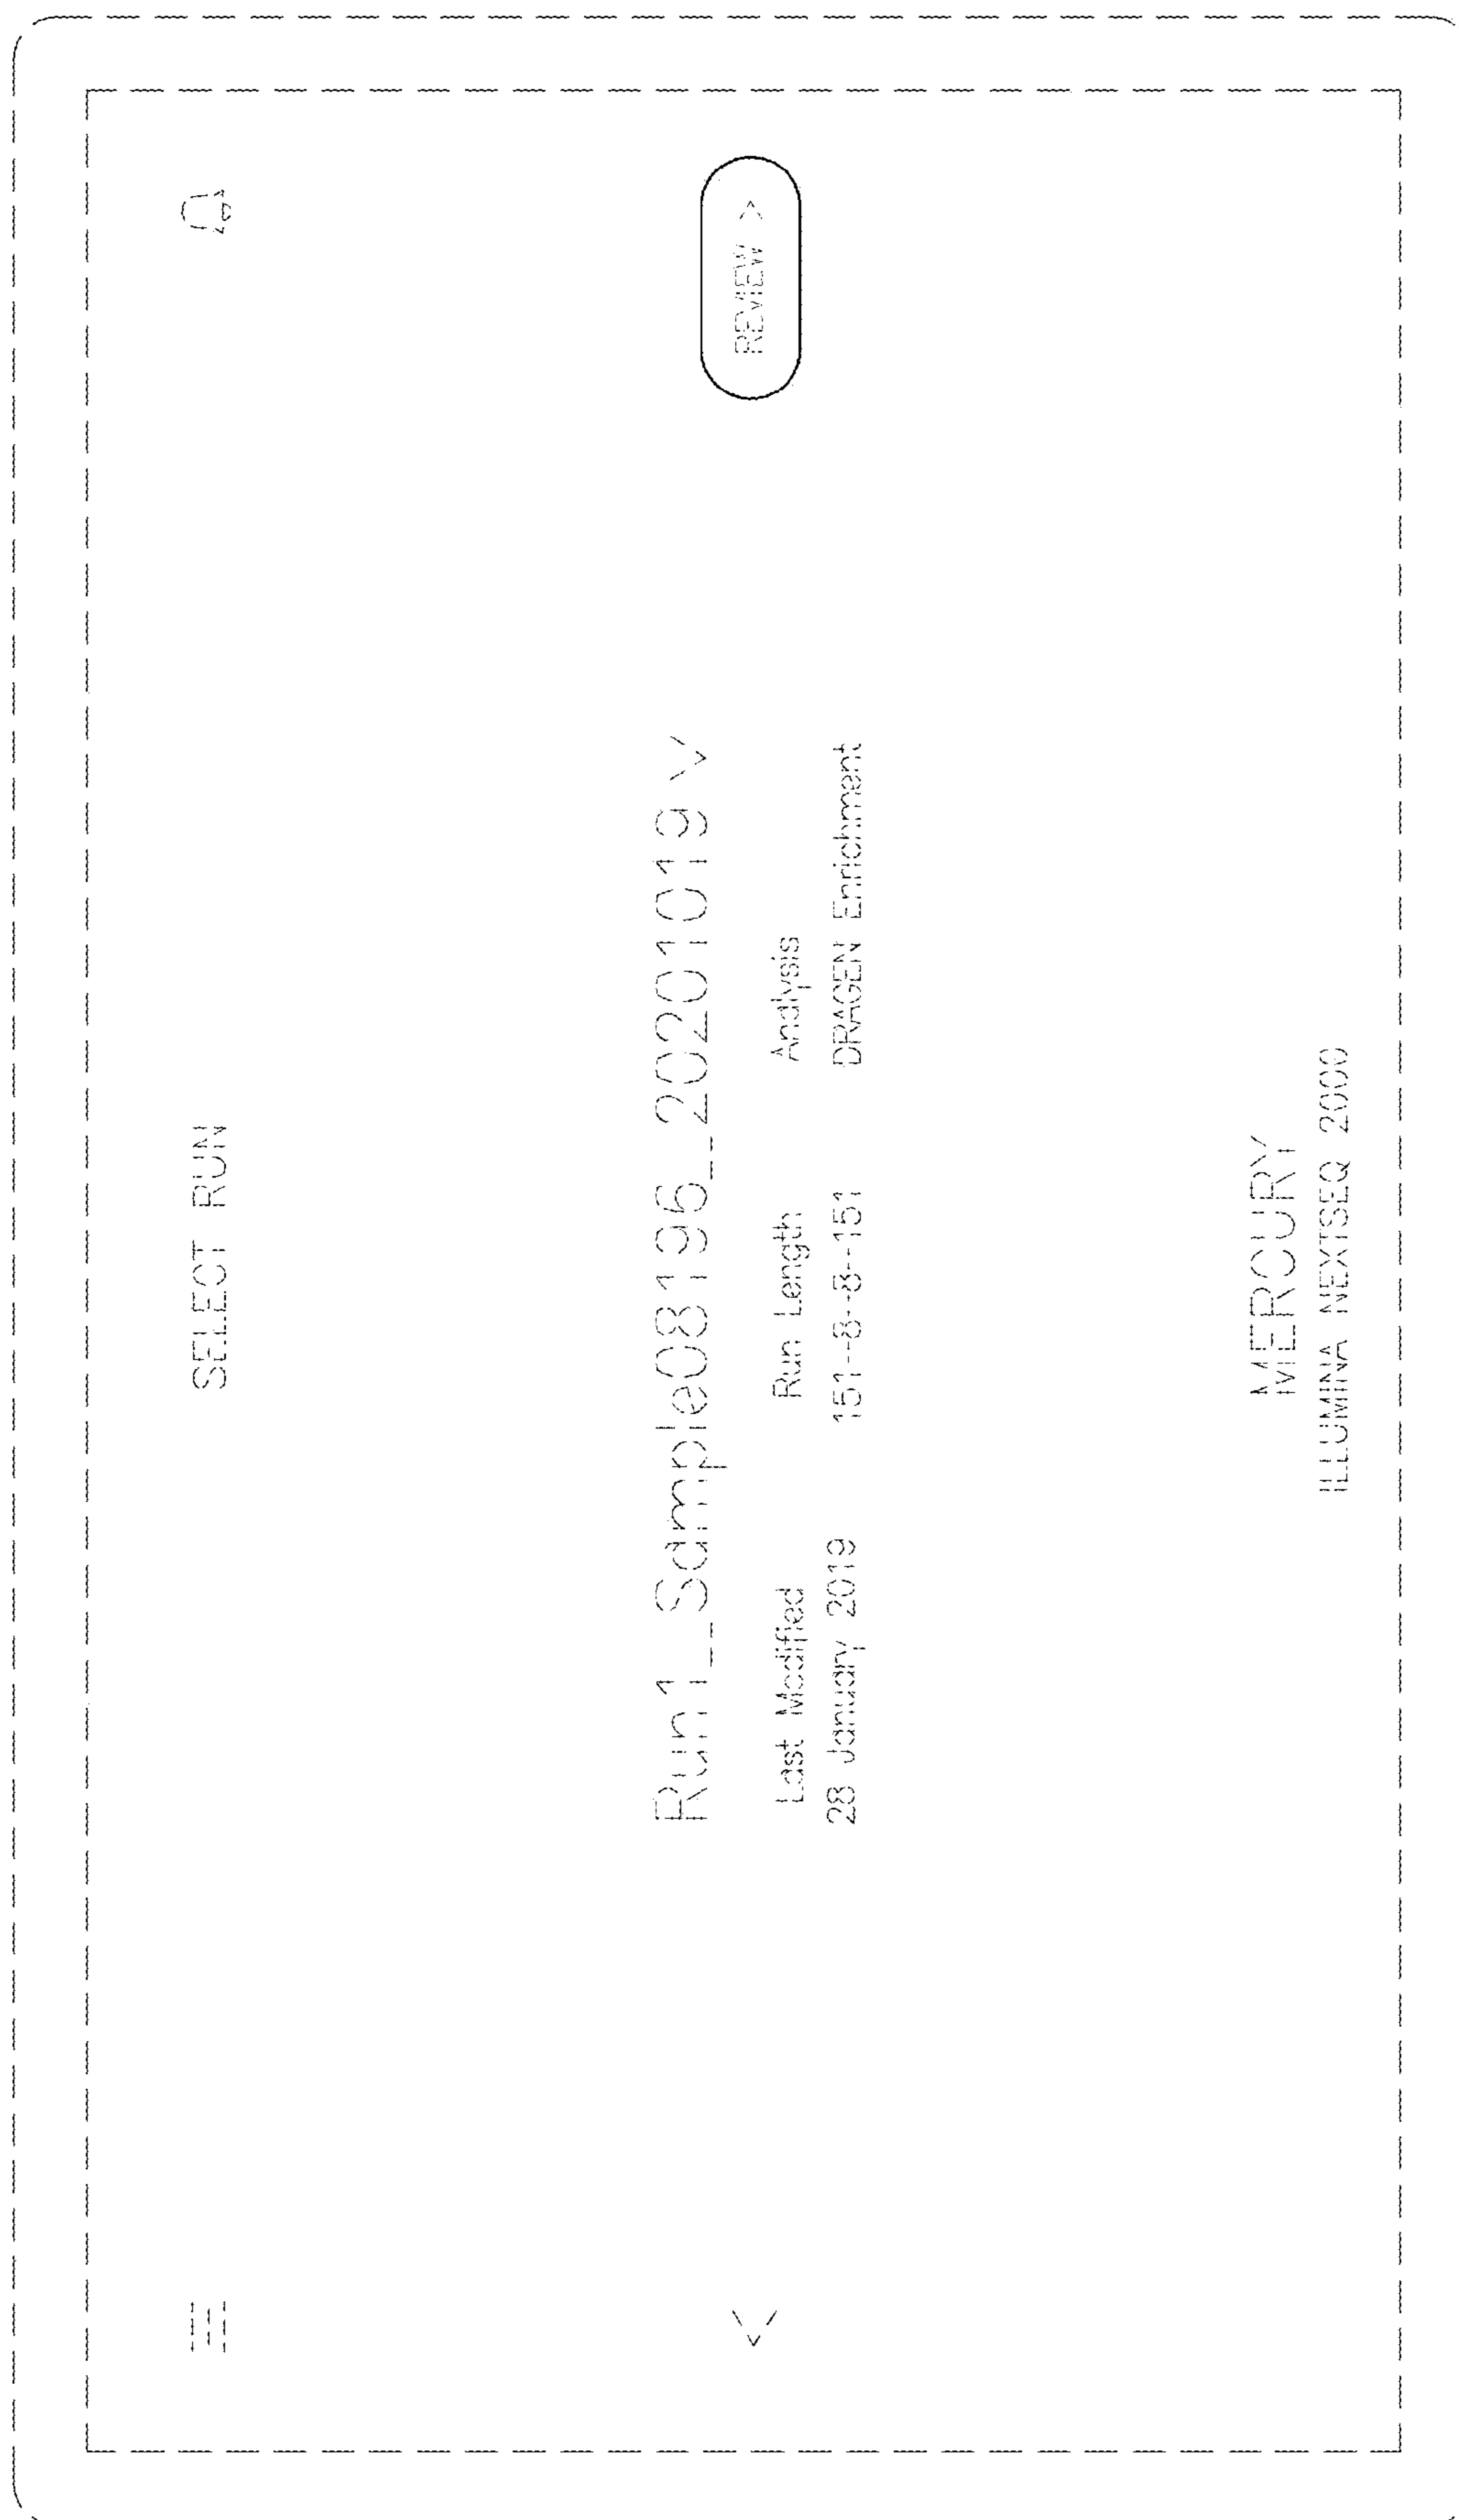 SELECT RUN
Run1_Sample08196_20201019
Last Modified Run Length Analysis
28 January 2019 151-8-8-151 DRAGEN Enrichment
REVIEW >
MERCURY
ILLUMINA NEXTSEQ 2000